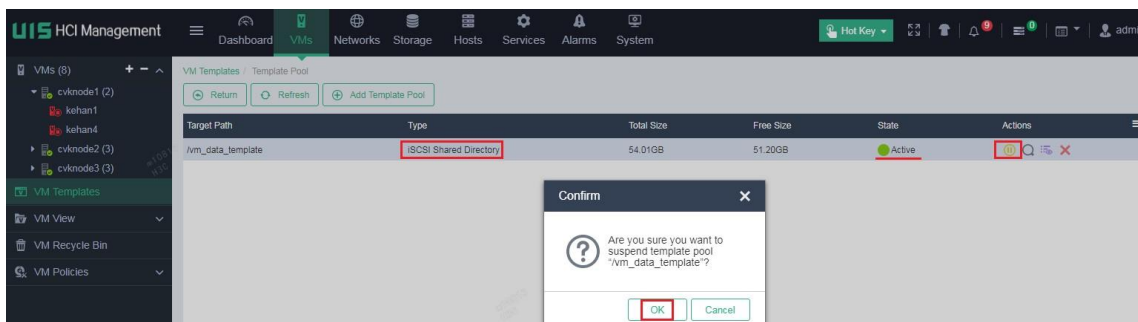 UIS HCI Management
Dashboard
VMs
Networks
Storage
Hosts
Services
Alarms
System
Hot Key
9
0
admi
VMs (8)
cvknode1 (2)
kehan1
kehan4
cvknode2 (3)
cvknode3 (3)
VM Templates
VM View
VM Recycle Bin
VM Policies
VM Templates / Template Pool
Return
Refresh
Add Template Pool
Target Path Type Total Size Free Size State Actions
/vm_data_template iSCSI Shared Directory 54.01GB 51.20GB Active
Confirm
Are you sure you want to
suspend template pool
"/vm_data_template"?
OK
Cancel